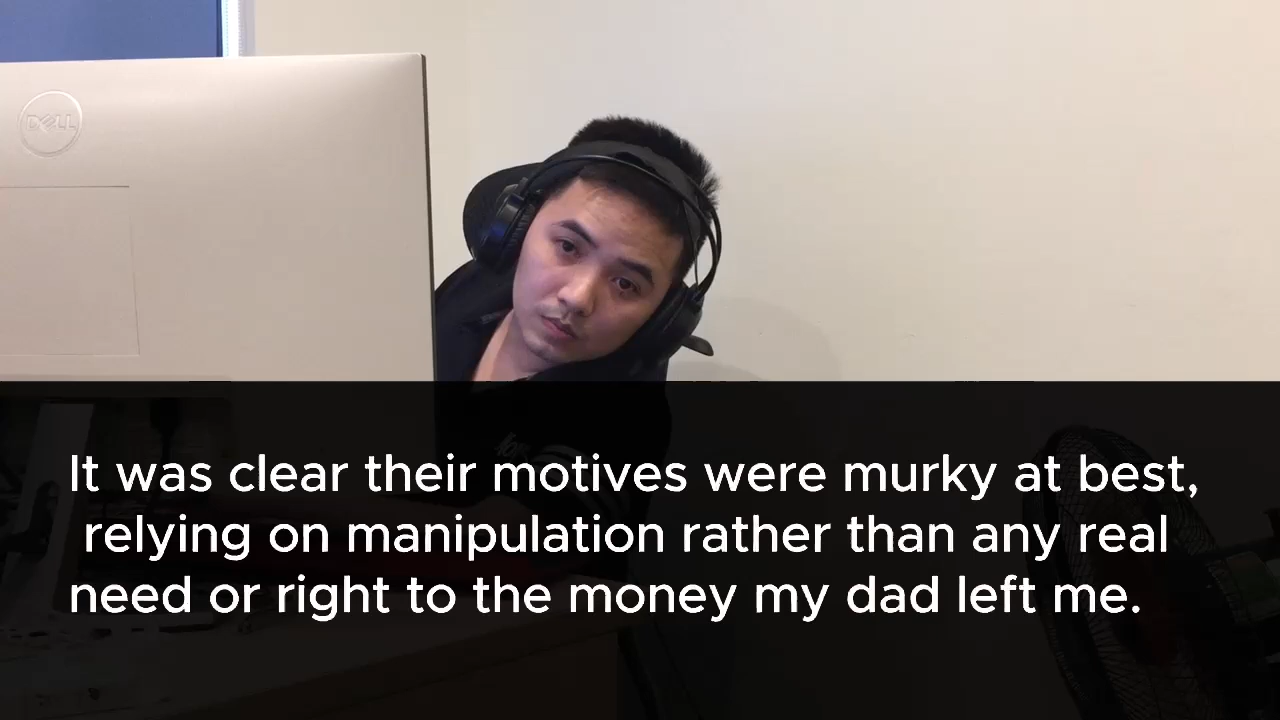 DELL
It was clear their motives were murky at best,
relying on manipulation rather than any real
need or right to the money my dad left me.